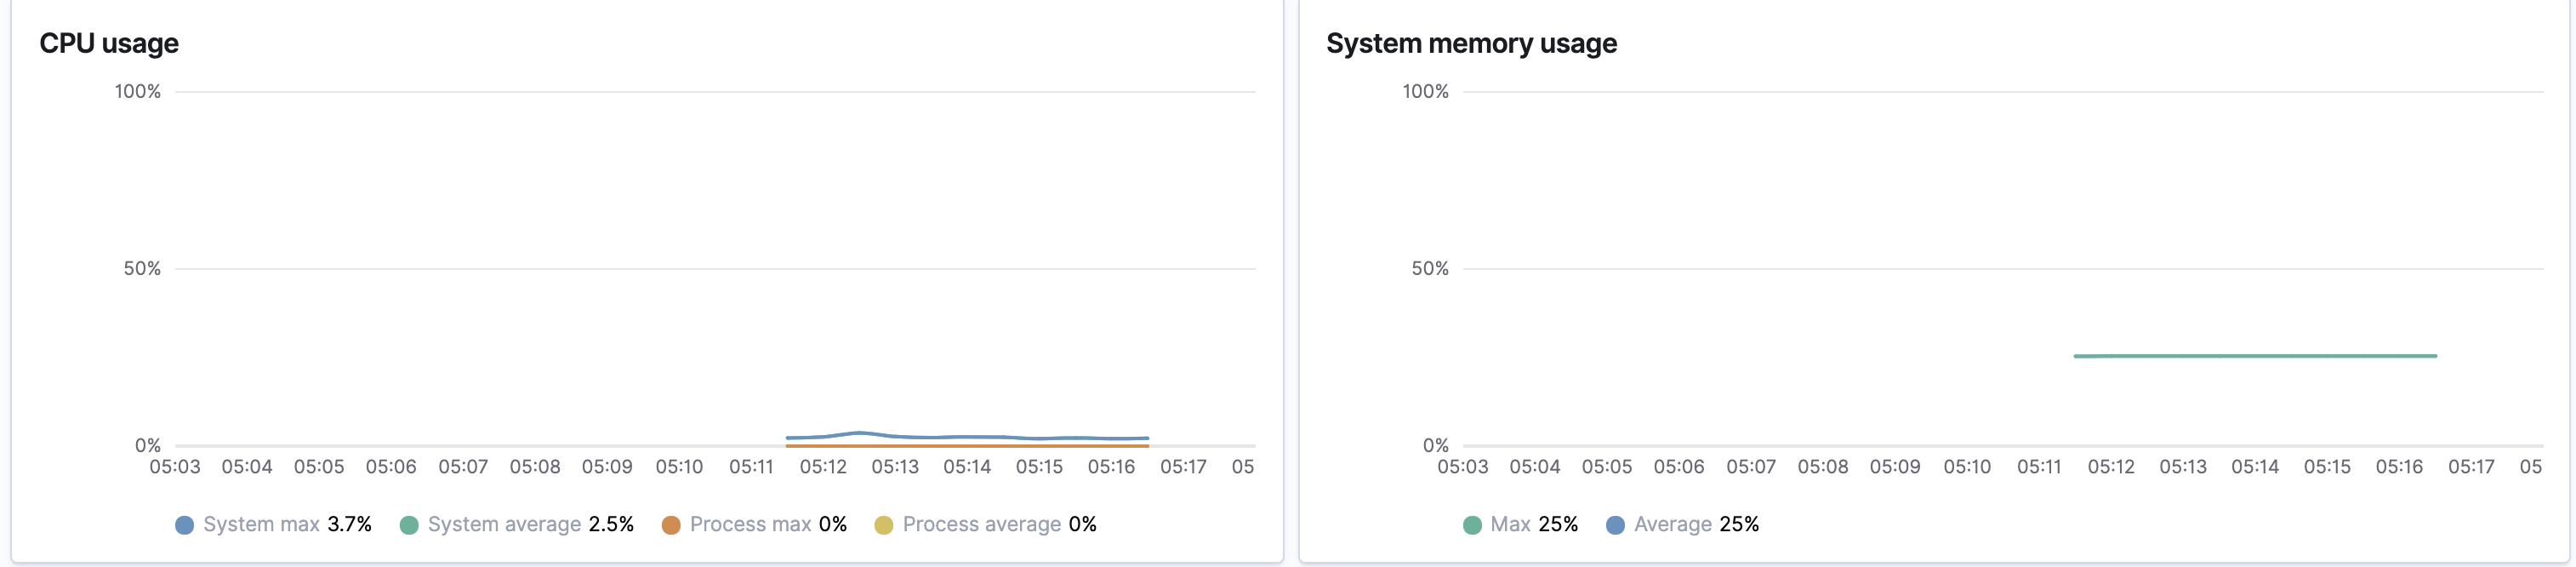 CPU usage
100%
50%
0%
05:03 05:04 05:05 05:06 05:07 05:08 05:09 05:10 05:11 05:12 05:13 05:14 05:15 05:16 05:17 05
System max 3.7% System average 2.5% Process max 0% Process average 0%
System memory usage
100%
50%
0%
05:03 05:04 05:05 05:06 05:07 05:08 05:09 05:10 05:11 05:12 05:13 05:14 05:15 05:16 05:17 05
Max 25% Average 25%